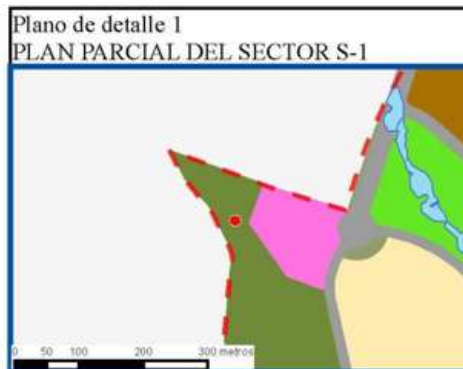 Plano de detalle 1
PLAN PARCIAL DEL SECTOR S-1
0 50 100 200 300 metros